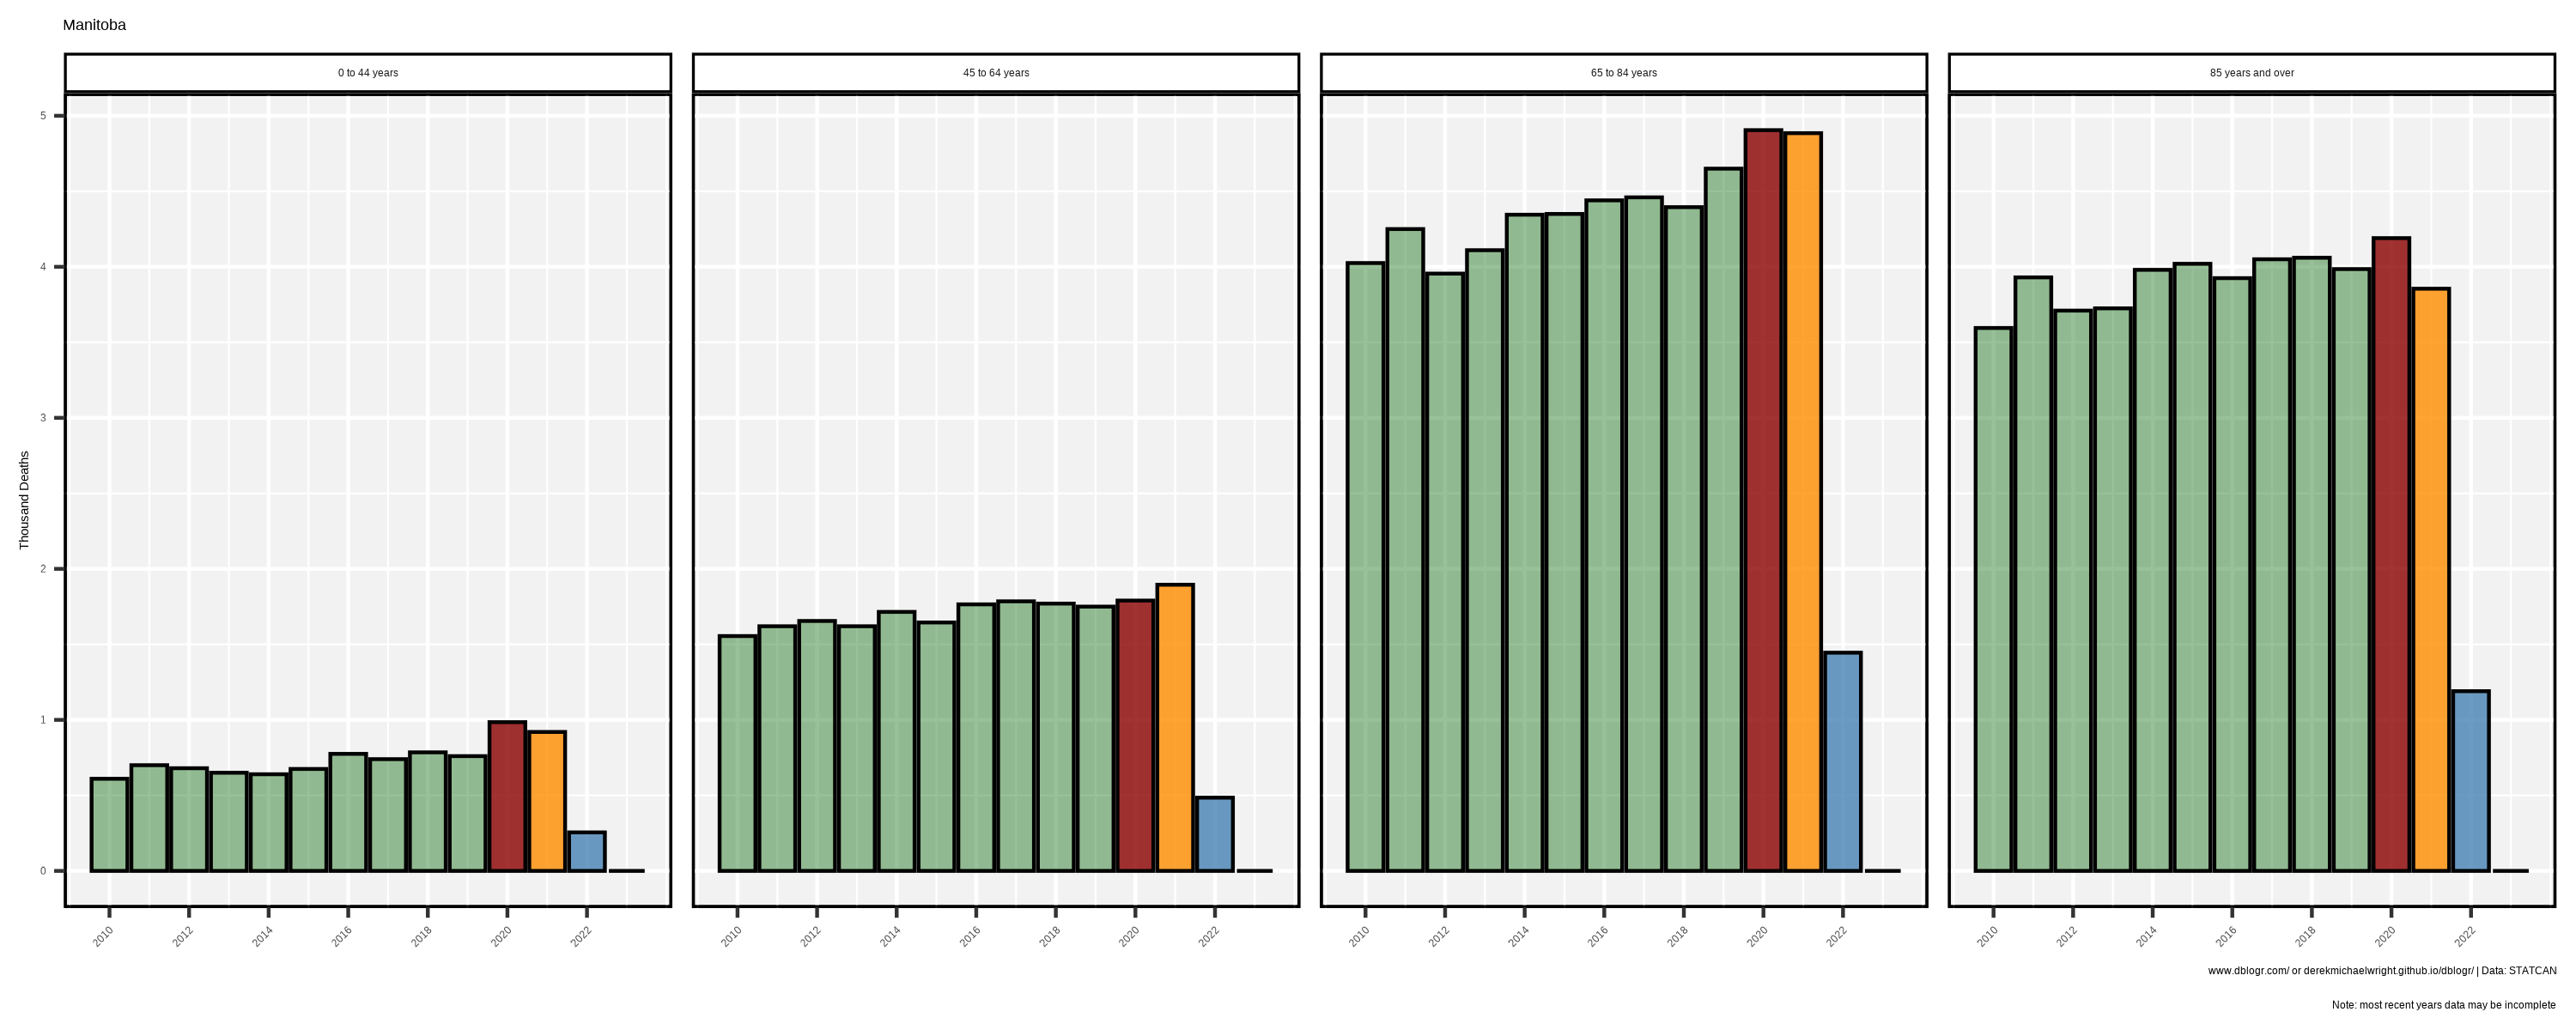 Manitoba
0 to 44 years
45 to 64 years
65 to 84 years
85 years and over
Thousand Deaths
5
4
3
2
1
0
2010 2012 2014 2016 2018 2020 2022
2010 2012 2014 2016 2018 2020 2022
2010 2012 2014 2016 2018 2020 2022
2010 2012 2014 2016 2018 2020 2022
www.dblogr.com/ or derekmichaelwright.github.io/dblogr/ | Data: STATCAN
Note: most recent years data may be incomplete